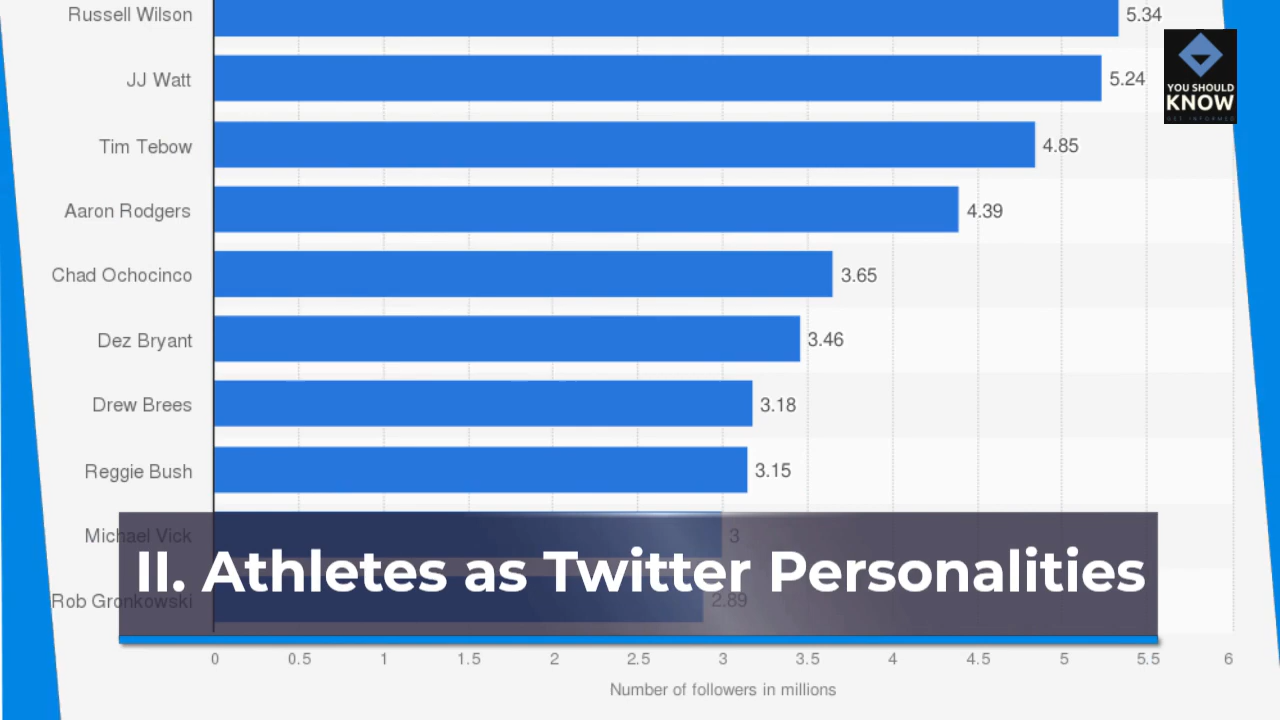 Russell Wilson 5.34
JJ Watt 5.24
YOU SHOULD
KNOW
GET INFORMED
Tim Tebow 4.85
Aaron Rodgers 4.39
Chad Ochocinco 3.65
Dez Bryant 3.46
Drew Brees 3.18
Reggie Bush 3.15
Michael Vick 3
II. Athletes as Twitter Personalities
Rob Gronkowski 2.89
0 0.5 1 1.5 2 2.5 3 3.5 4 4.5 5 5.5 6
Number of followers in millions